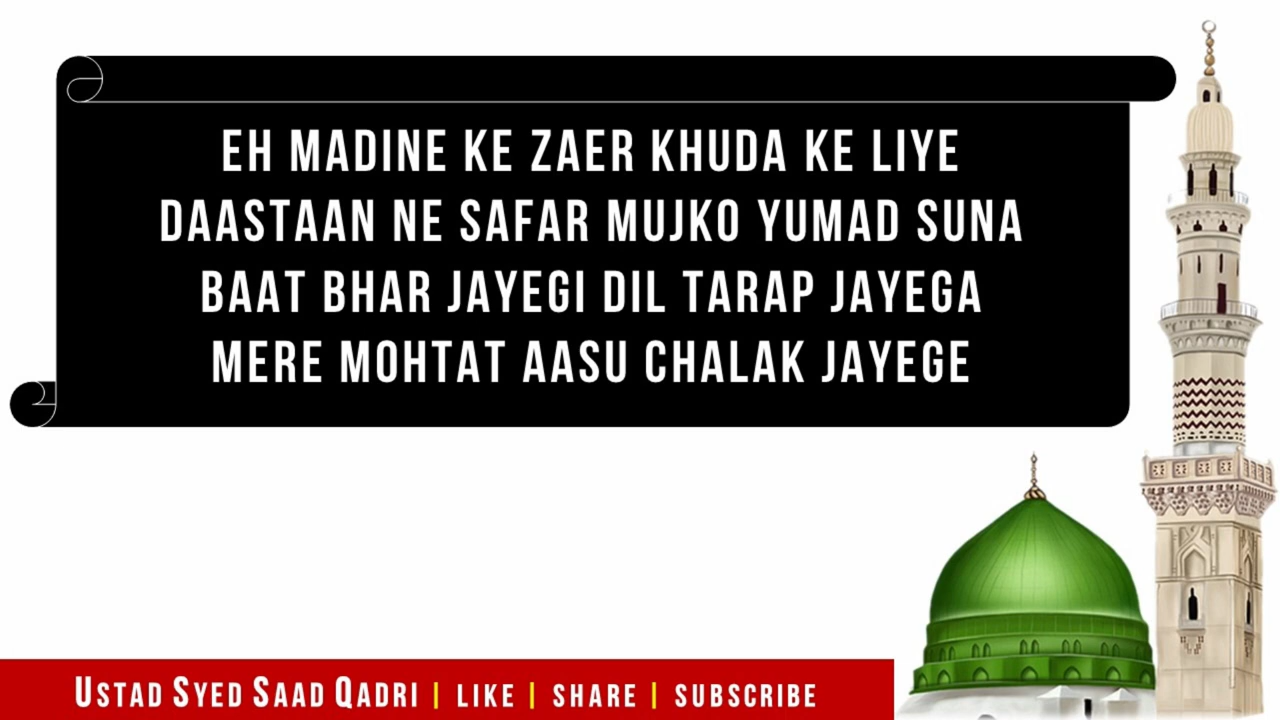 EH MADINE KE ZAER KHUDA KE LIYE
DAASTAAN NE SAFAR MUJKO YUMAD SUNA
BAAT BHAR JAYEGI DIL TARAP JAYEGA
MERE MOHTAT AASU CHALAK JAYEGE
USTAD SYED SAAD QADRI | LIKE | SHARE | SUBSCRIBE